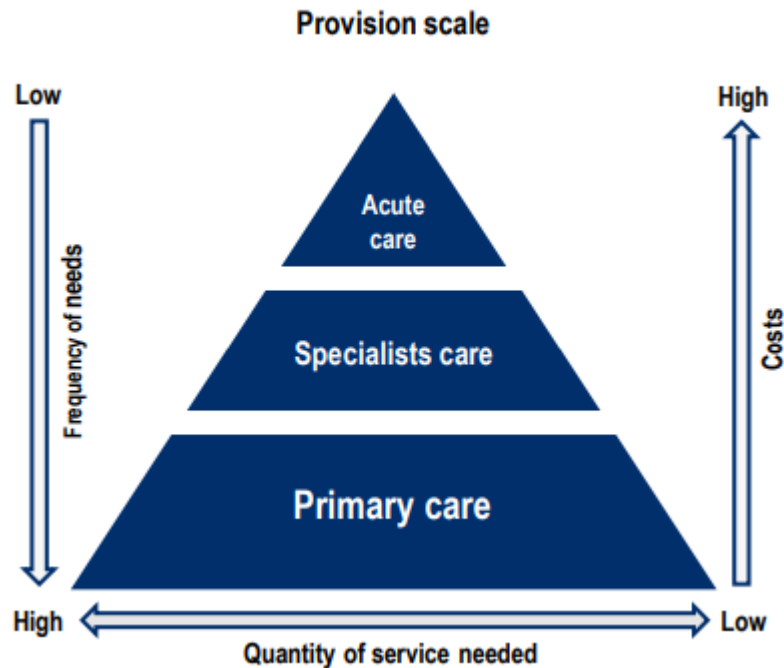 Provision scale
Low
High
Acute
care
Frequency of needs
Specialists care
Costs
Primary care
High
Low
Quantity of service needed